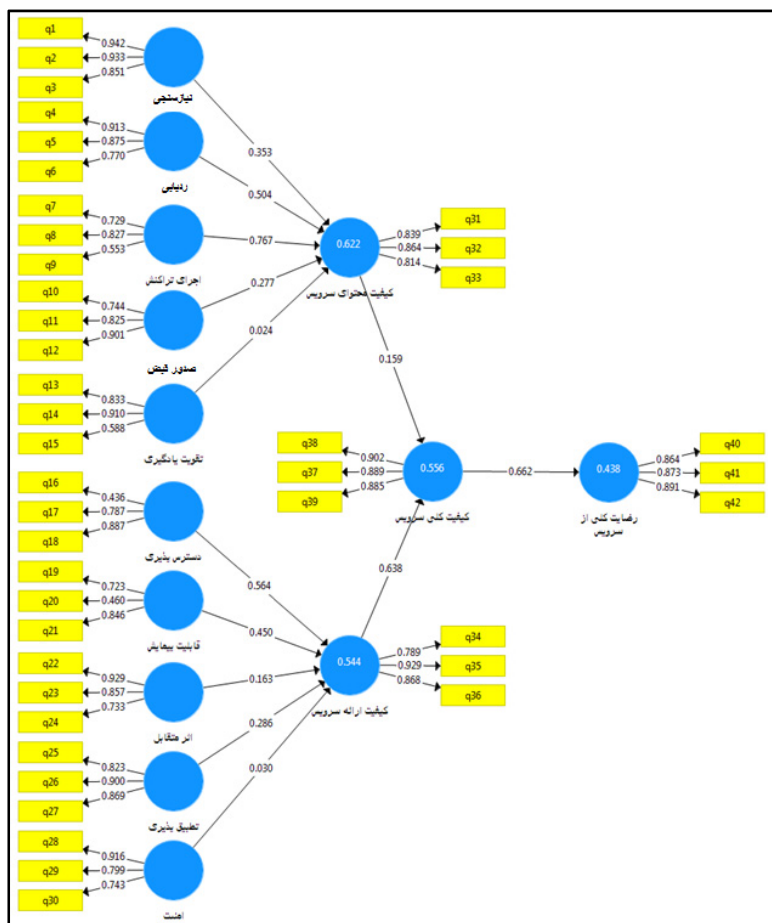 q1
0.942
q2
0.933
q3
0.851
نیازسنجی
q4
0.913
q5
0.875
q6
0.770
ردیابی
q7
0.729
q8
0.827
q9
0.553
اجرای تراکنش
q10
0.744
q11
0.825
q12
0.901
صدور قبض
q13
0.833
q14
0.910
q15
0.588
تقویت یادگیری
0.353
0.504
0.767
0.277
0.024
0.622
کیفیت محتوای سرویس
0.839
q31
0.864
q32
0.814
q33
0.159
q16
0.436
q17
0.787
q18
0.887
دسترس پذیری
q19
0.723
q20
0.460
q21
0.846
قابلیت پیمایش
q22
0.929
q23
0.857
q24
0.733
اثر متقابل
q25
0.823
q26
0.900
q27
0.869
تطبیق پذیری
q28
0.916
q29
0.799
q30
0.743
امنیت
0.564
0.450
0.163
0.286
0.030
0.544
کیفیت ارائه سرویس
0.789
q34
0.929
q35
0.868
q36
0.638
q38
0.902
q37
0.889
q39
0.885
0.556
کیفیت کلی سرویس
0.662
0.438
رضایت کلی از
سرویس
0.864
q40
0.873
q41
0.891
q42